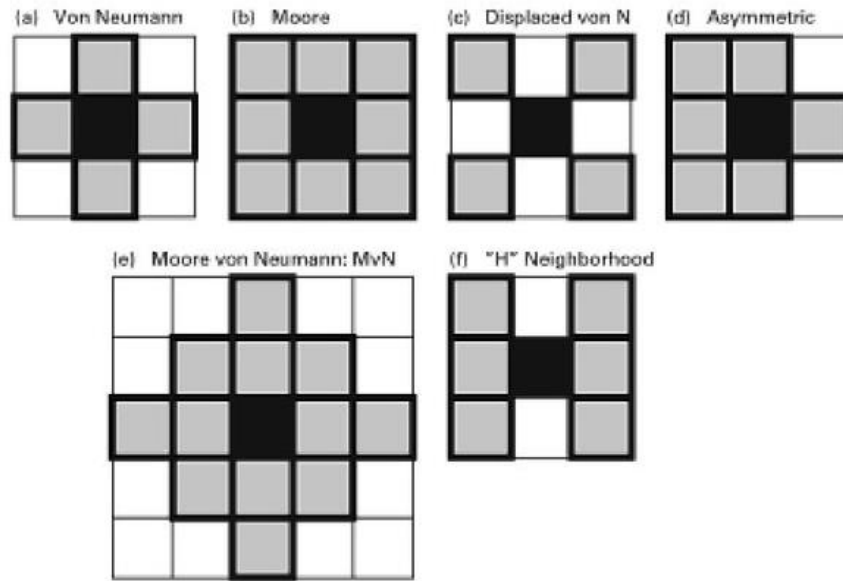 (a) Von Neumann
(b) Moore
(c) Displaced von N
(d) Asymmetric
(e) Moore von Neumann: MvN
(f) "H" Neighborhood